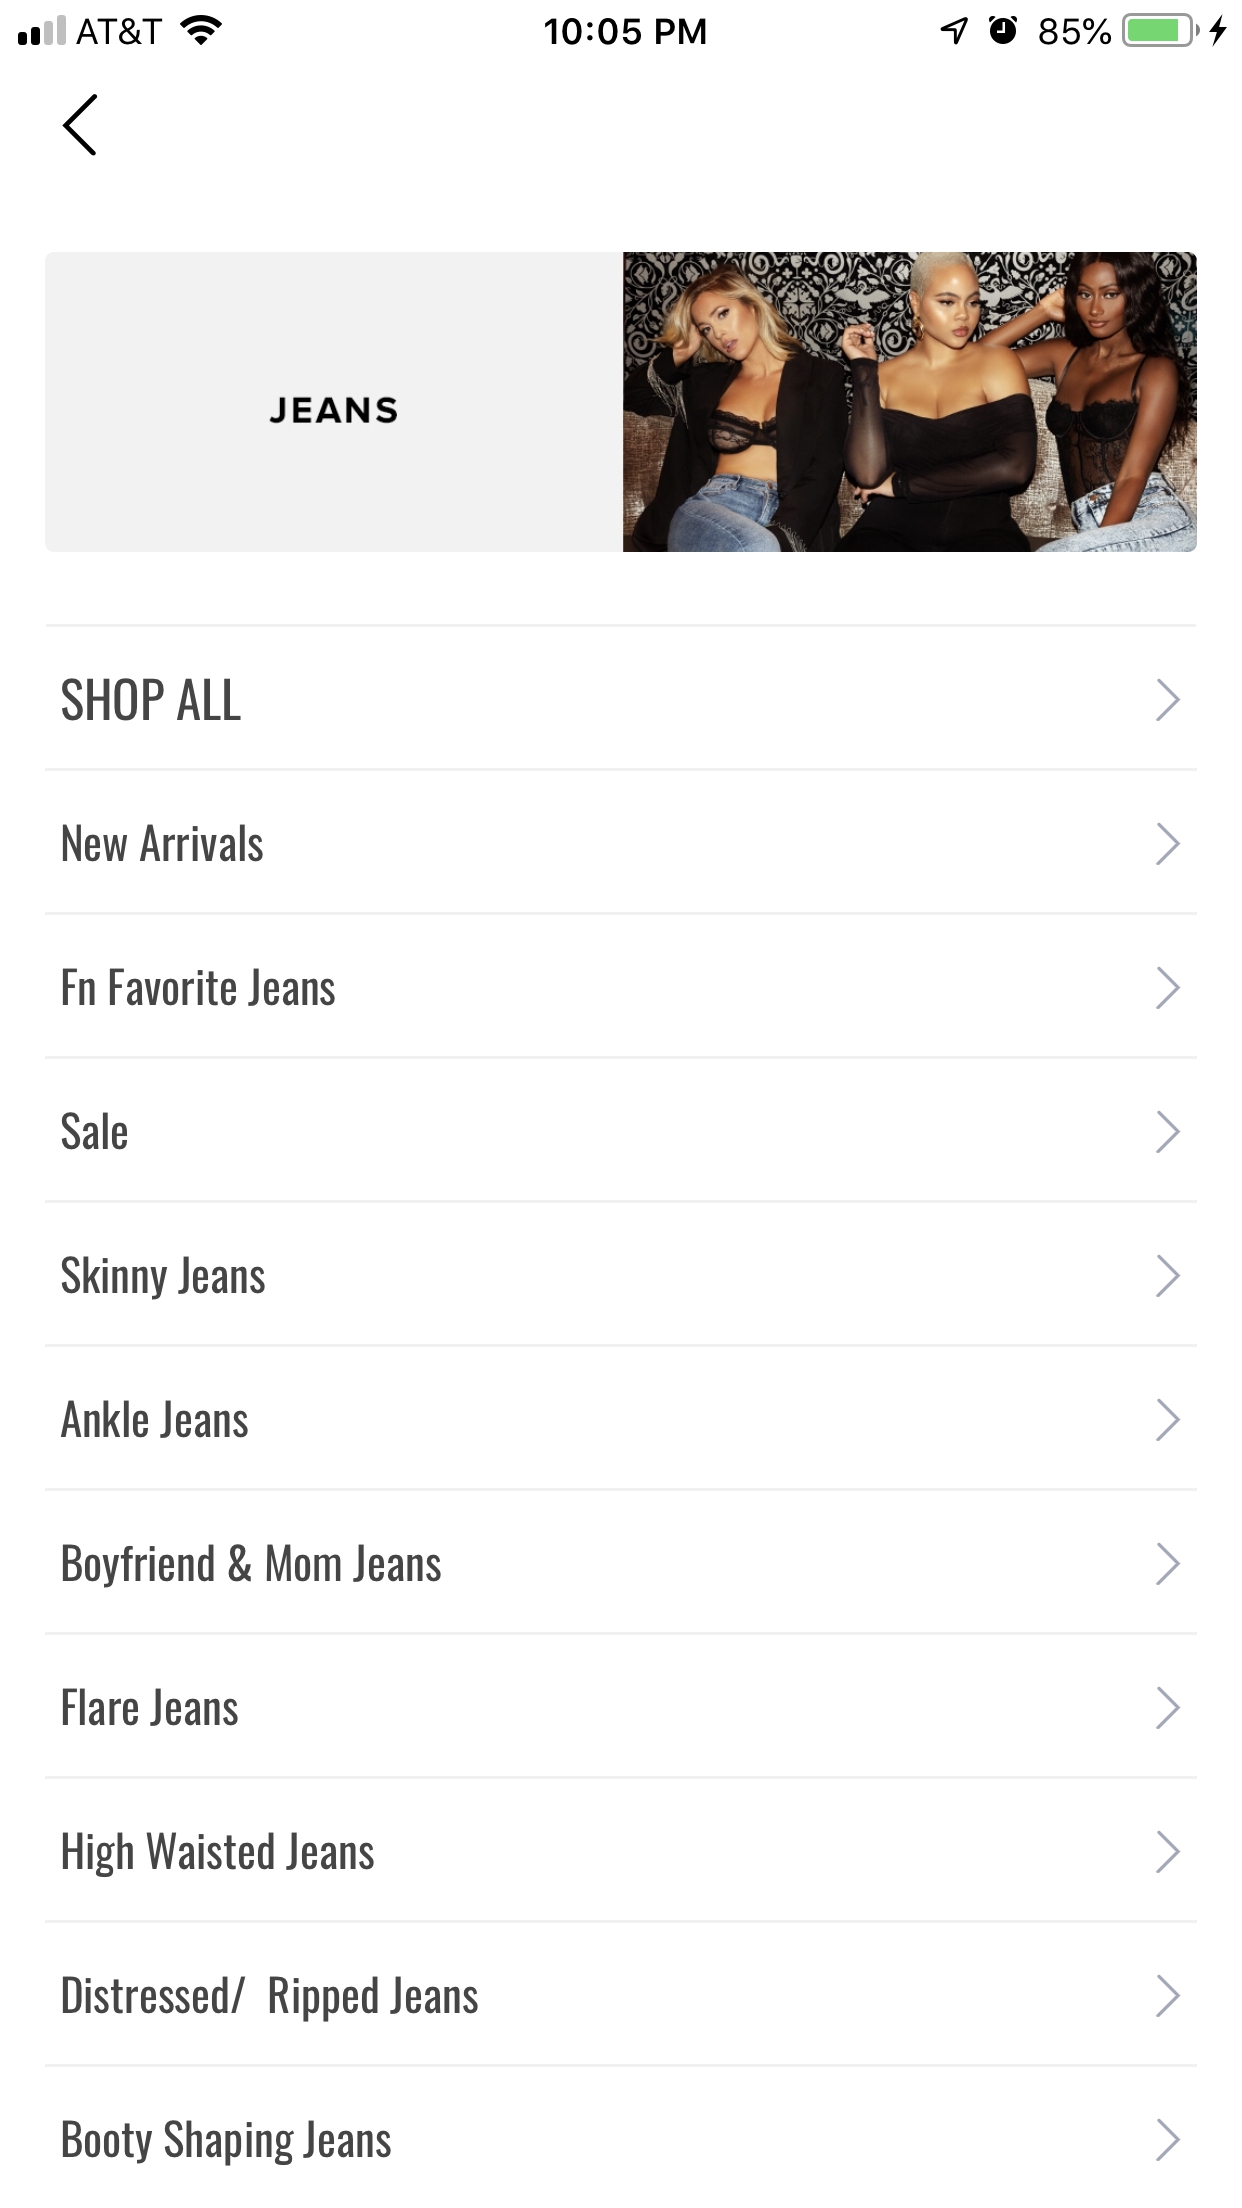 AT&T 10:05 PM 85%
JEANS
SHOP ALL
New Arrivals
Fn Favorite Jeans
Sale
Skinny Jeans
Ankle Jeans
Boyfriend & Mom Jeans
Flare Jeans
High Waisted Jeans
Distressed/  Ripped Jeans
Booty Shaping Jeans